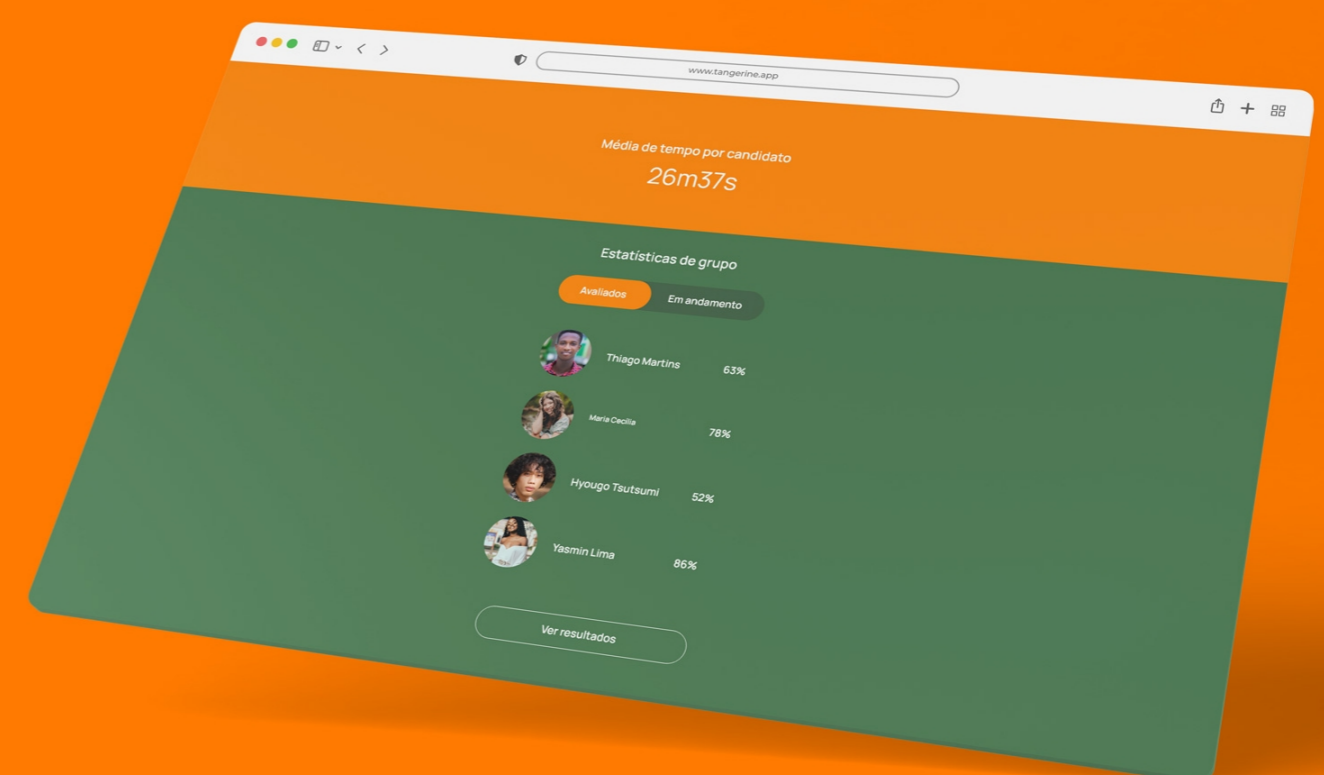 www.tangerine.app
Média de tempo por candidato
26m37s
Estatísticas de grupo
Avaliados Em andamento
Thiago Martins 63%
Maria Cecilia 78%
Hyougo Tsutsumi 52%
Yasmin Lima 86%
Ver resultados